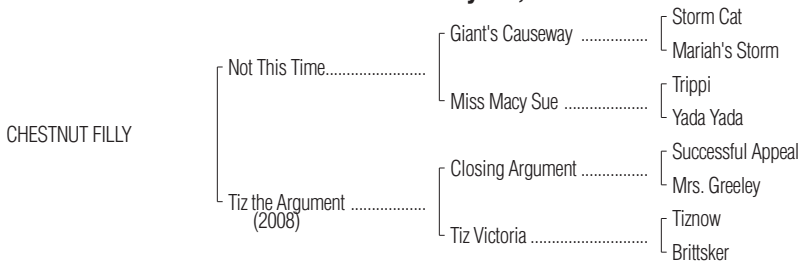 Storm Cat
Giant's Causeway ................
Mariah's Storm
Not This Time........................
Trippi
Miss Macy Sue ....................
Yada Yada
CHESTNUT FILLY
Successful Appeal
Closing Argument ................
Mrs. Greeley
Tiz the Argument ..................
(2008)
Tiznow
Tiz Victoria ............................
Brittsker